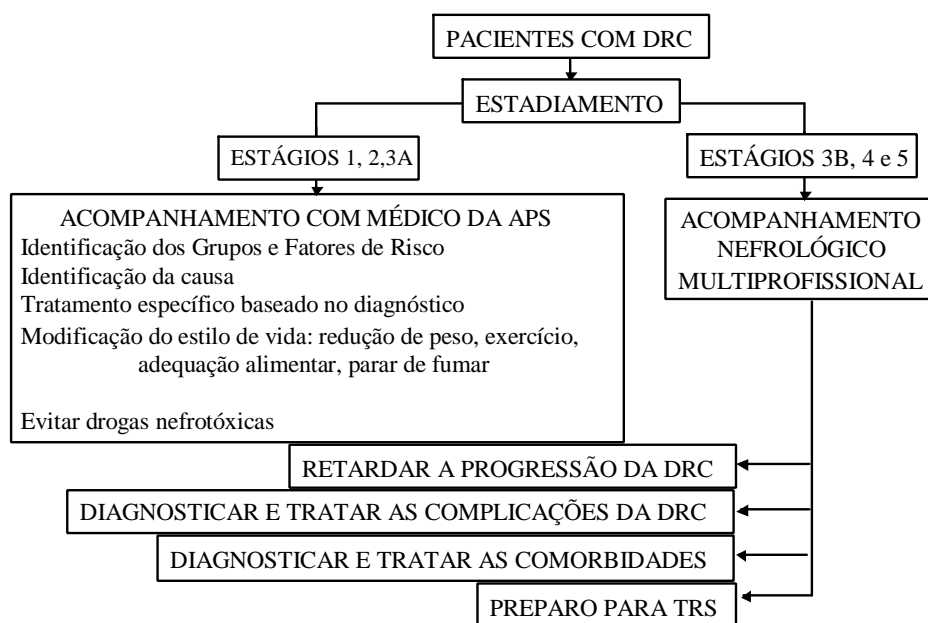 PACIENTES COM DRC
ESTADIAMENTO
ESTÁGIOS 1, 2,3A
ESTÁGIOS 3B, 4 e 5
ACOMPANHAMENTO COM MÉDICO DA APS
Identificação dos Grupos e Fatores de Risco
Identificação da causa
Tratamento específico baseado no diagnóstico
Modificação do estilo de vida: redução de peso, exercício,
adequação alimentar, parar de fumar
Evitar drogas nefrotóxicas
ACOMPANHAMENTO
NEFROLÓGICO
MULTIPROFISSIONAL
RETARDAR A PROGRESSÃO DA DRC
DIAGNOSTICAR E TRATAR AS COMPLICAÇÕES DA DRC
DIAGNOSTICAR E TRATAR AS COMORBIDADES
PREPARO PARA TRS